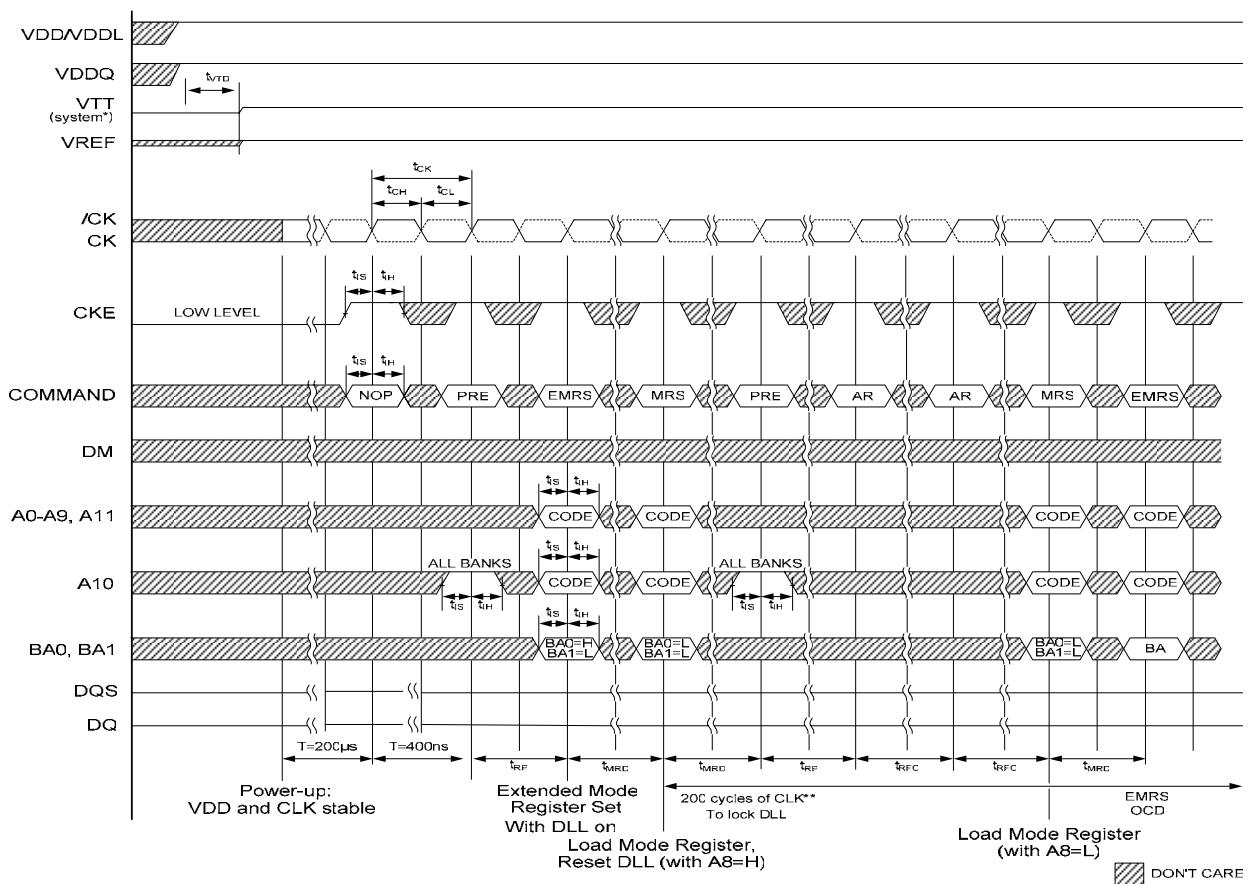 VDD/VDDL
VDDQ
tVTD
VTT
(system*)
VREF
tCK
tCH tCL
/CK
CK
tIS tIH
CKE
LOW LEVEL
tIS tIH
COMMAND
NOP PRE EMRS MRS PRE AR AR MRS EMRS
DM
tIS tIH
A0-A9, A11
CODE CODE CODE CODE
tIS tIH
ALL BANKS ALL BANKS
A10
CODE CODE CODE CODE
tIS tIH tIS tIH
tIS tIH
BA0, BA1
BA0=H BA0=L BA0=L
BA1=L BA1=L BA1=L
BA
DQS
DQ
T=200µs T=400ns
tRP tMRD tMRD tRP tRFC tRFC tMRD
Power-up:
VDD and CLK stable
Extended Mode
Register Set
With DLL on
200 cycles of CLK**
To lock DLL
EMRS
OCD
Load Mode Register,
Reset DLL (with A8=H)
Load Mode Register
(with A8=L)
DON'T CARE